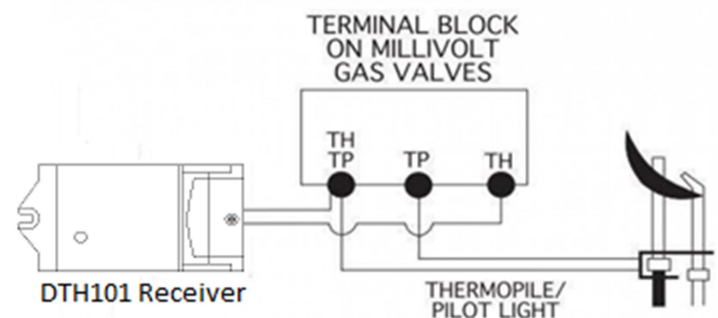 TERMINAL BLOCK
ON MILLIVOLT
GAS VALVES
TH
TP
TP
TH
DTH101 Receiver
THERMOPILE/
PILOT LIGHT